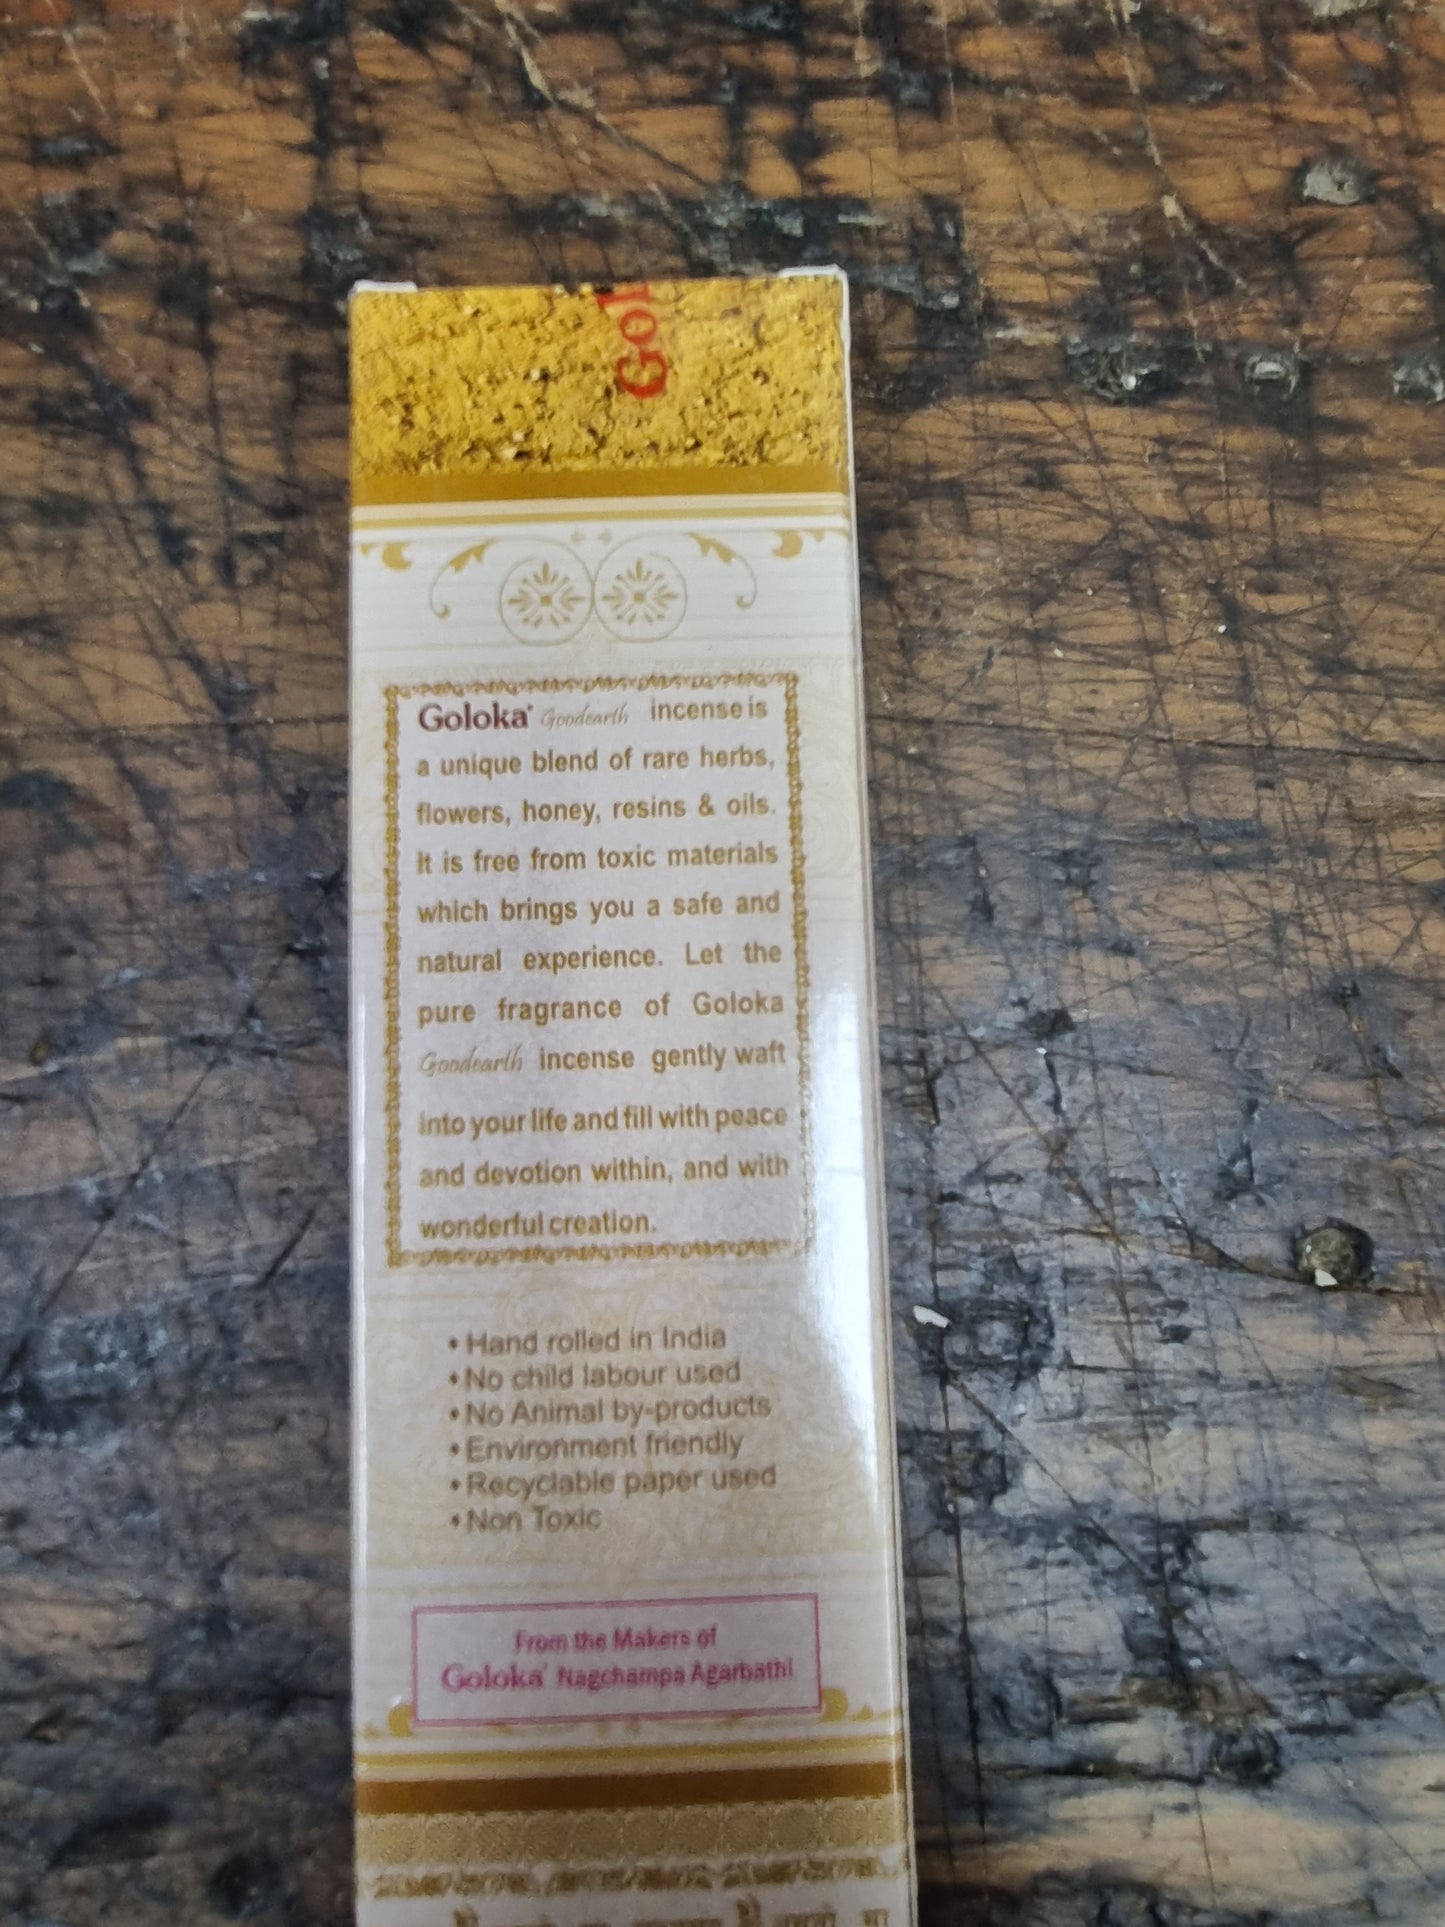 Gol
Goloka® Goodearth incense is
a unique blend of rare herbs,
flowers, honey, resins & oils.
It is free from toxic materials
which brings you a safe and
natural experience. Let the
pure fragrance of Goloka
Goodearth incense gently waft
into your life and fill with peace
and devotion within, and with
wonderful creation.
• Hand rolled in India
• No child labour used
• No Animal by-products
• Environment friendly
• Recyclable paper used
• Non Toxic
From the Makers of
Goloka® Nagchampa Agarbathi